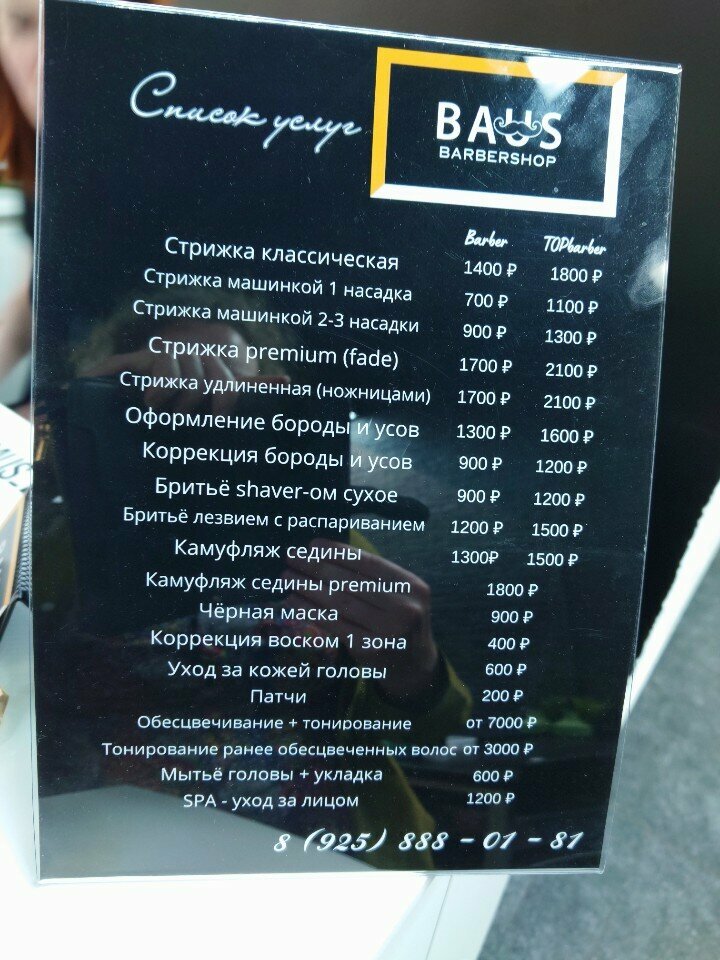 Список услуг
BAUS
BARBERSHOP
Barber TOPbarber
Стрижка классическая 1400 ₽ 1800 ₽
Стрижка машинкой 1 насадка 700 ₽ 1100 ₽
Стрижка машинкой 2-3 насадки 900 ₽ 1300 ₽
Стрижка premium (fade) 1700 ₽ 2100 ₽
Стрижка удлиненная (ножницами) 1700 ₽ 2100 ₽
Оформление бороды и усов 1300 ₽ 1600 ₽
Коррекция бороды и усов 900 ₽ 1200 ₽
Бритьё shaver-ом сухое 900 ₽ 1200 ₽
Бритьё лезвием с распариванием 1200 ₽ 1500 ₽
Камуфляж седины 1300₽ 1500 ₽
Камуфляж седины premium 1800 ₽
Чёрная маска 900 ₽
Коррекция воском 1 зона 400 ₽
Уход за кожей головы 600 ₽
Патчи 200 ₽
Обесцвечивание + тонирование от 7000 ₽
Тонирование ранее обесцвеченных волос от 3000 ₽
Мытьё головы + укладка 600 ₽
SPA - уход за лицом 1200 ₽
8 (925) 888 - 01 - 81